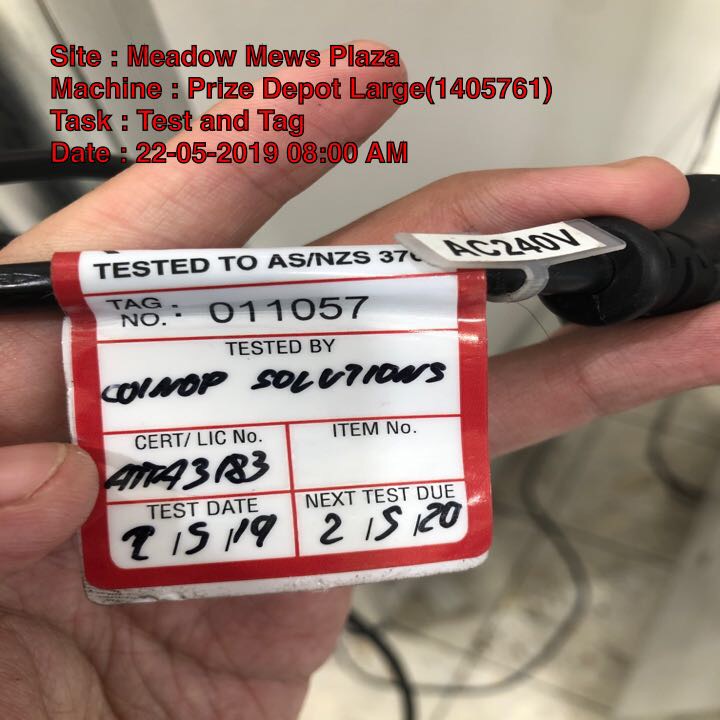 Site : Meadow Mews Plaza
Machine : Prize Depot Large(1405761)
Task : Test and Tag
Date : 22-05-2019 08:00 AM
AC240V
TESTED TO AS/NZS
TAG NO. : 011057
TESTED BY
COINOP SOLUTIONS
CERT/ LIC No.
ITEM No.
TEST DATE
NEXT TEST DUE
2 / 5 / 19
2 / 5 / 20